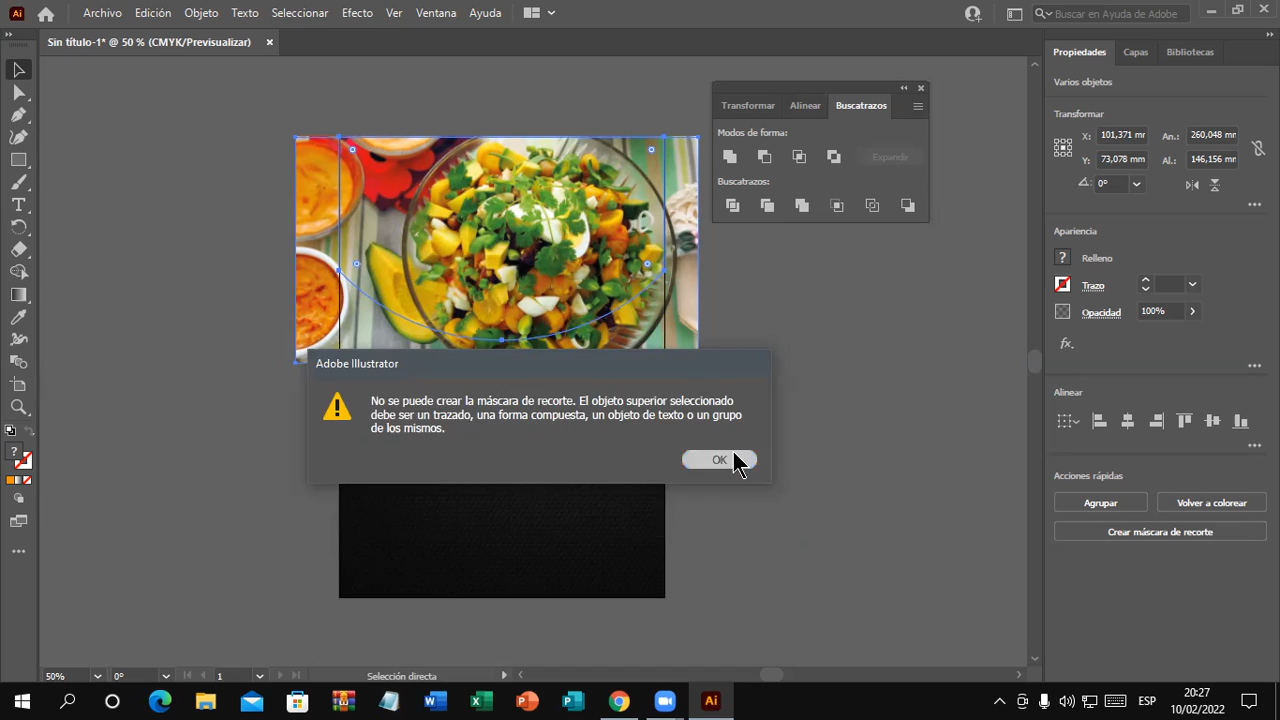 Ai
Archivo Edición Objeto Texto Seleccionar Efecto Ver Ventana Ayuda
Buscar en Ayuda de Adobe
Sin título-1* @ 50 % (CMYK/Previsualizar)
Propiedades Capas Bibliotecas
Varios objetos
Transformar
X: 101,371 mr
An.: 260,048 mr
Y: 73,078 mm
Al.: 146,156 mr
0°
Apariencia
? Relleno
Trazo
Opacidad 100%
fx.
Alinear
Acciones rápidas
Agrupar Volver a colorear
Crear máscara de recorte
Transformar Alinear Buscatrazos
Modos de forma:
Expandir
Buscatrazos:
Adobe Illustrator
No se puede crear la máscara de recorte. El objeto superior seleccionado
debe ser un trazado, una forma compuesta, un objeto de texto o un grupo
de los mismos.
OK
?
50% 0° 1 Selección directa
ESP
20:27
10/02/2022